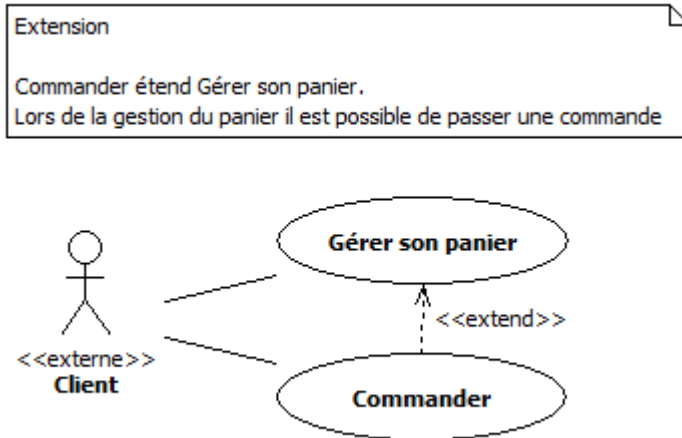 Extension
Commander étend Gérer son panier.
Lors de la gestion du panier il est possible de passer une commande
Gérer son panier
<<extend>>
<<externe>>
Client
Commander